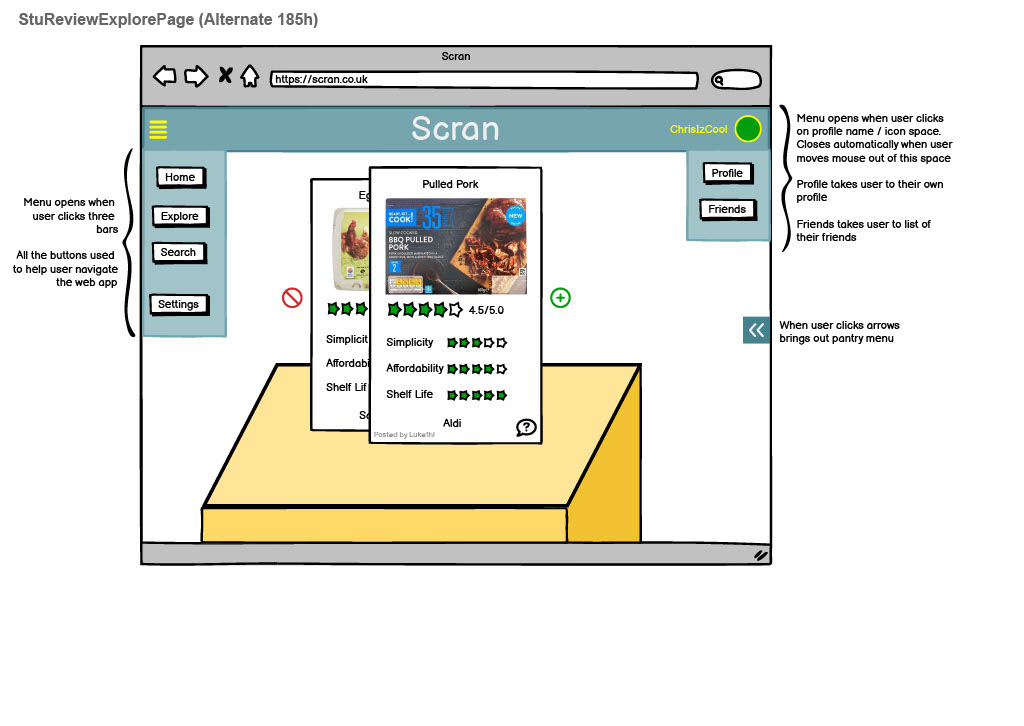 StuReviewExplorePage (Alternate 185h)
Scran
https://scran.co.uk
Scran
ChrisIzCool
Home
Explore
Search
Settings
Menu opens when
user clicks three
bars
All the buttons used
to help user navigate
the web app
Profile
Friends
Menu opens when user clicks
on profile name / icon space.
Closes automatically when user
moves mouse out of this space
Profile takes user to their own
profile
Friends takes user to list of
their friends
When user clicks arrows
brings out pantry menu
Eg
Simplicit
Affordabi
Shelf Lif
Pulled Pork
READY, SET...
COOK!
35
NEW
SLOW COOKED
BBQ PULLED
PORK
2
4.5/5.0
Simplicity
Affordability
Shelf Life
Aldi
?